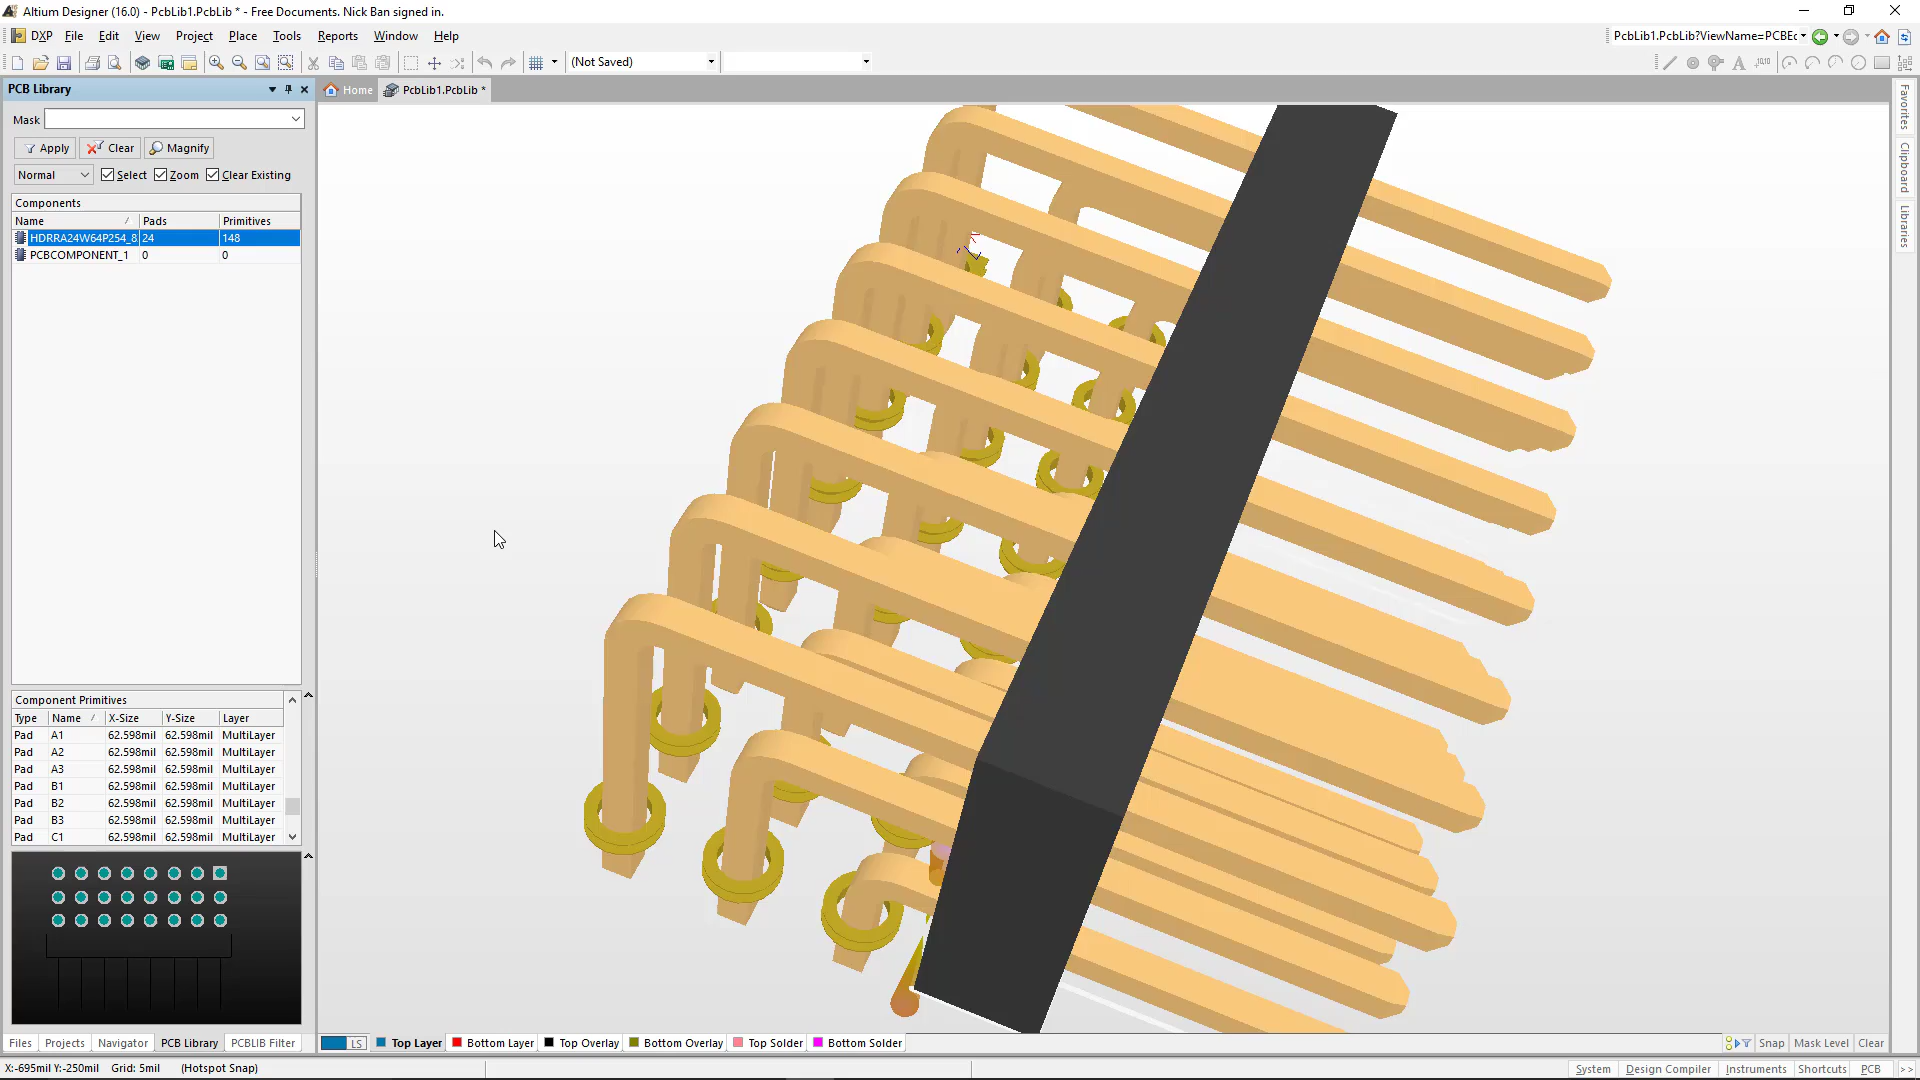 Altium Designer (16.0) - PcbLib1.PcbLib * - Free Documents. Nick Ban signed in.
DXP File Edit View Project Place Tools Reports Window Help
PcbLib1.PcbLib?ViewName=PCBEc
(Not Saved)
PCB Library
Home PcbLib1.PcbLib *
Mask
Apply Clear Magnify
Normal Select Zoom Clear Existing
Components
Name Pads Primitives
HDRRA24W64P254_8 24 148
PCBCOMPONENT_1 0 0
Component Primitives
Type Name X-Size Y-Size Layer
Pad A1 62.598mil 62.598mil MultiLayer
Pad A2 62.598mil 62.598mil MultiLayer
Pad A3 62.598mil 62.598mil MultiLayer
Pad B1 62.598mil 62.598mil MultiLayer
Pad B2 62.598mil 62.598mil MultiLayer
Pad B3 62.598mil 62.598mil MultiLayer
Pad C1 62.598mil 62.598mil MultiLayer
Favorites
Clipboard
Libraries
Files Projects Navigator PCB Library PCBLIB Filter
LS Top Layer Bottom Layer Top Overlay Bottom Overlay Top Solder Bottom Solder
Snap Mask Level Clear
X:-695mil Y:-250mil Grid: 5mil (Hotspot Snap)
System Design Compiler Instruments Shortcuts PCB >>